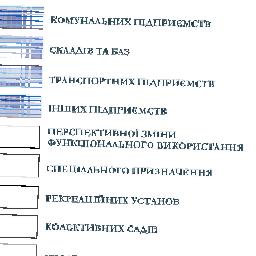 КОМУНАЛЬНИХ ПІДПРИЄМСТВ
СКЛАДІВ ТА БАЗ
ТРАНСПОРТНИХ ПІДПРИЄМСТВ
ІНШИХ ПІДПРИЄМСТВ
ПЕРСПЕКТИВНОЇ ЗМІНИ
ФУНКЦІОНАЛЬНОГО ВИКОРИСТАННЯ
СПЕЦІАЛЬНОГО ПРИЗНАЧЕННЯ
РЕКРЕАЦІЙНИХ УСТАНОВ
КОЛЕКТИВНИХ САДІВ